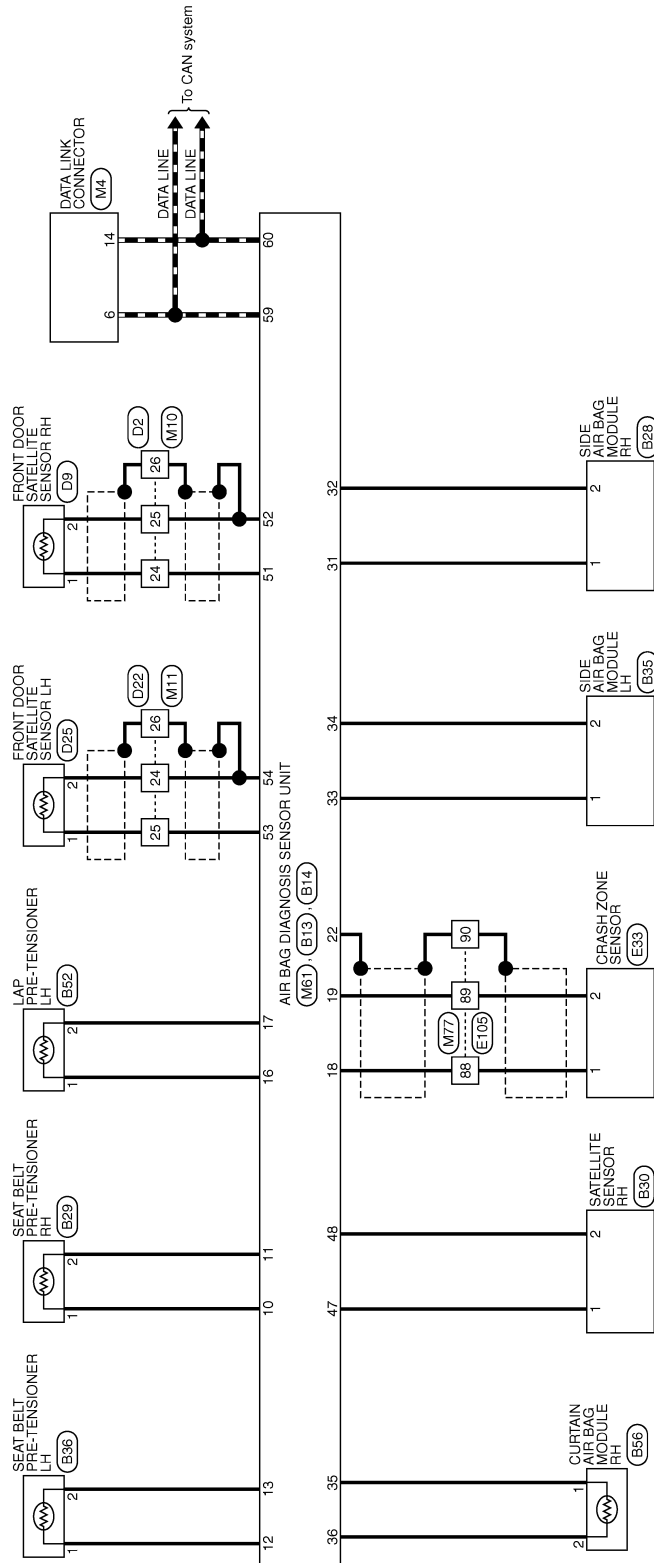 SEAT BELT
PRE-TENSIONER
LH
B36
1
2
12
13
SEAT BELT
PRE-TENSIONER
RH
B29
1
2
10
11
LAP
PRE-TENSIONER
LH
B52
1
2
16
17
FRONT DOOR
SATELLITE
SENSOR LH
D25
1
2
25
24
26
D22
M11
53
54
FRONT DOOR
SATELLITE
SENSOR RH
D9
1
2
24
25
26
D2
M10
51
52
DATA LINK
CONNECTOR
M4
6
14
DATA LINE
DATA LINE
To CAN system
59
60
AIR BAG DIAGNOSIS SENSOR UNIT
M61 , B13 , B14
36
35
2
1
CURTAIN
AIR BAG
MODULE
RH
B56
47
48
1
2
SATELLITE
SENSOR
RH
B30
18
19
22
M77
E105
88
89
90
1
2
CRASH ZONE
SENSOR
E33
33
34
1
2
SIDE
AIR BAG
MODULE
LH
B35
31
32
1
2
SIDE
AIR BAG
MODULE
RH
B28